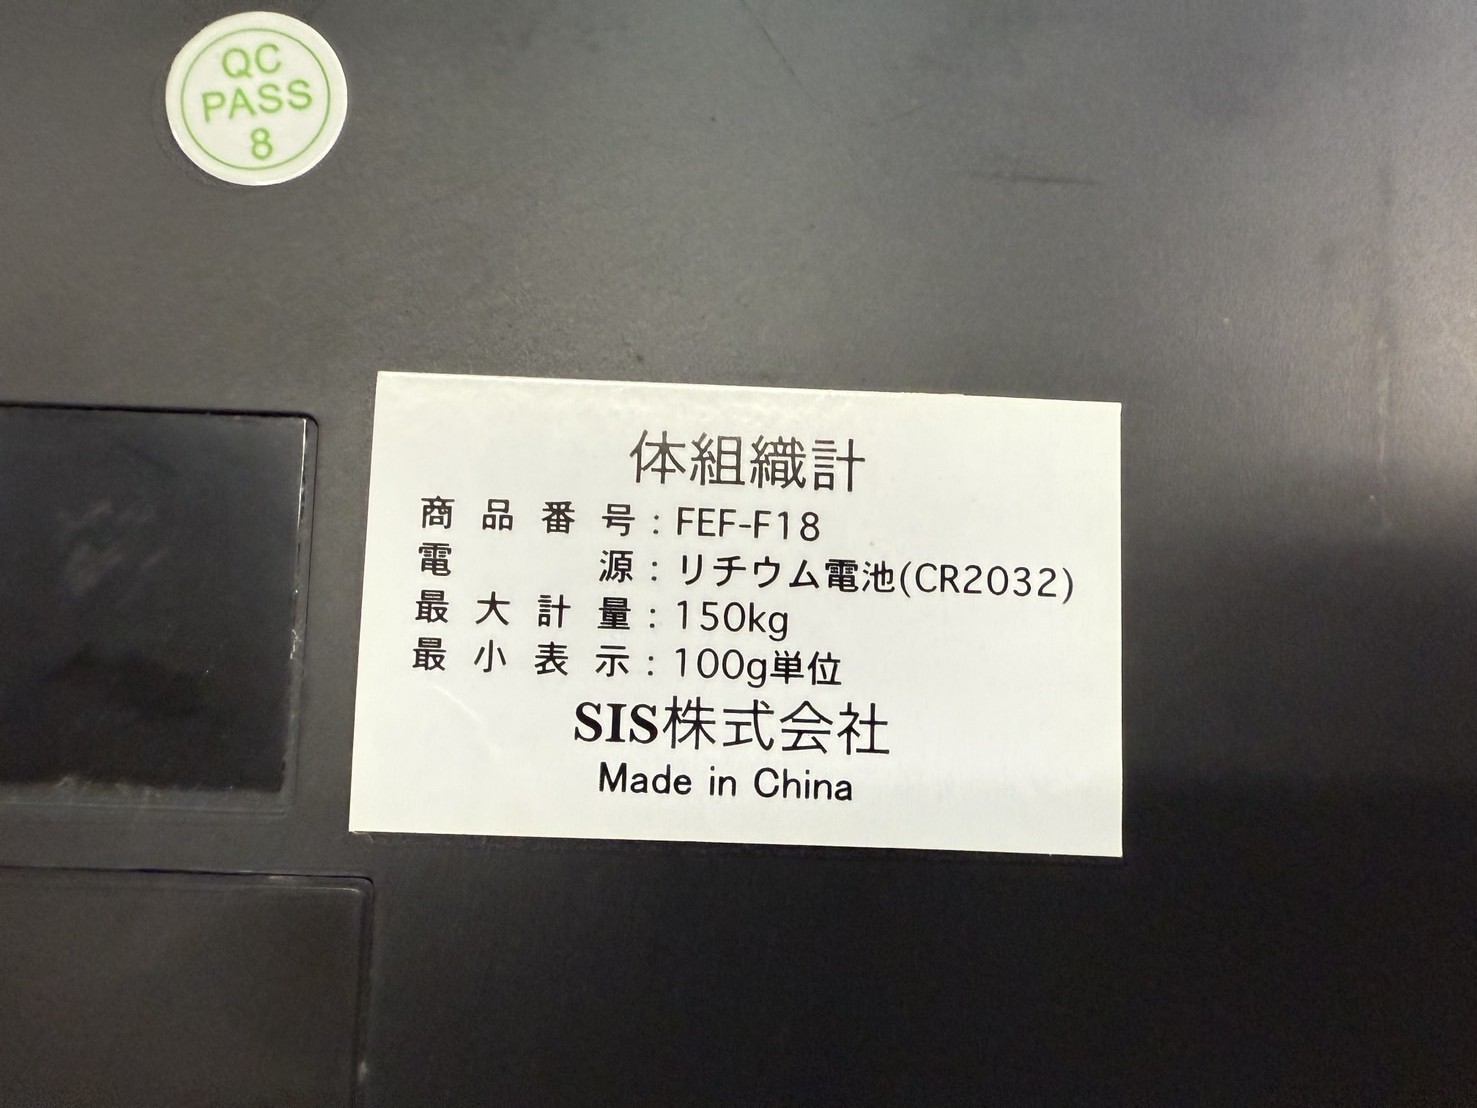 QC
PASS
8
体組織計
商品番号：FEF-F18
電源：リチウム電池(CR2032)
最大計量：150kg
最小表示：100g単位
SIS株式会社
Made in China